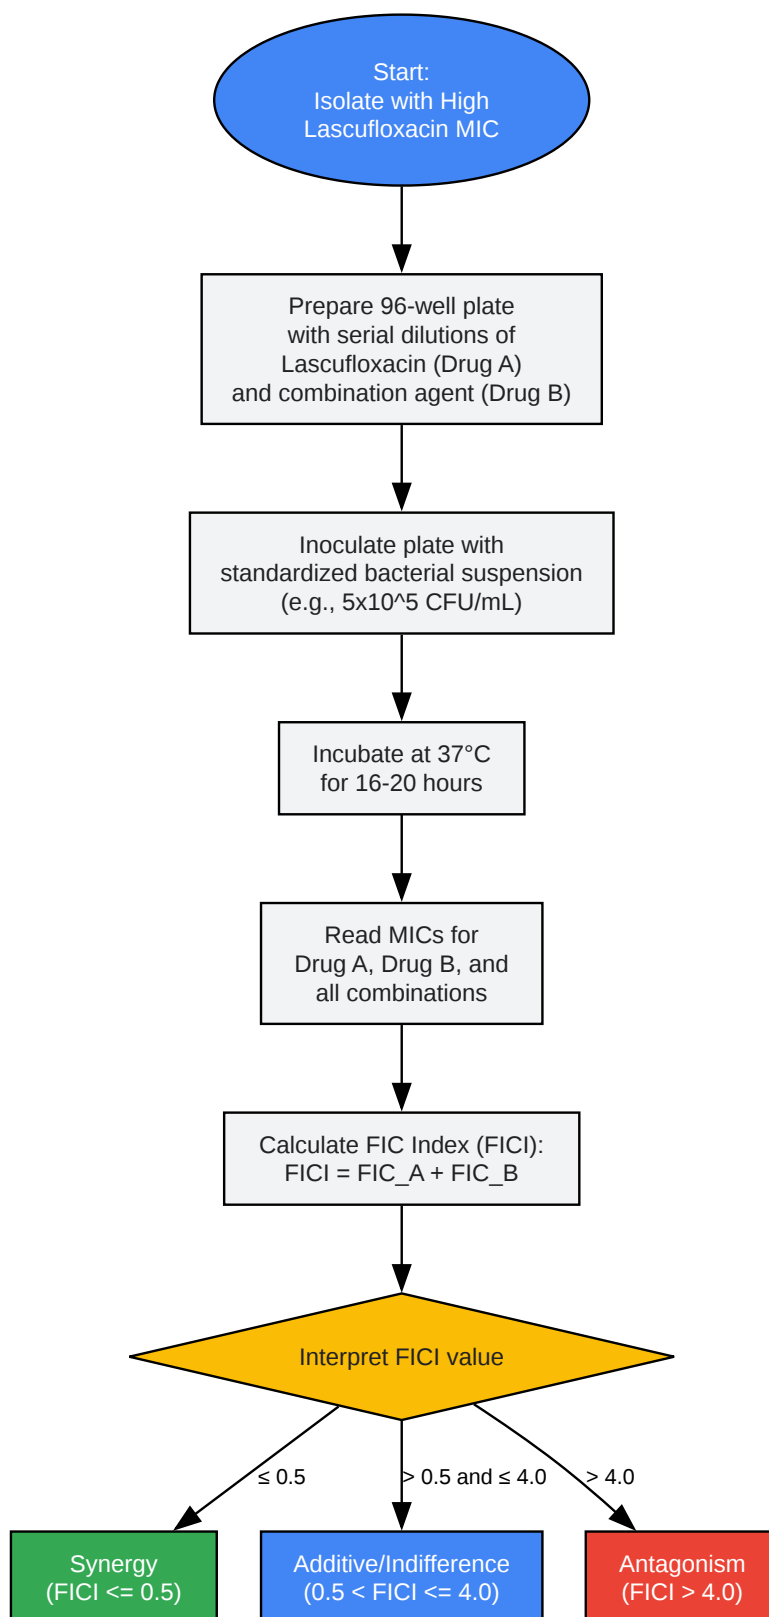 Start:
Isolate with High
Lascufloxacin MIC
Prepare 96-well plate
with serial dilutions of
Lascufloxacin (Drug A)
and combination agent (Drug B)
Inoculate plate with
standardized bacterial suspension
(e.g., 5x10^5 CFU/mL)
Incubate at 37°C
for 16-20 hours
Read MICs for
Drug A, Drug B, and
all combinations
Calculate FIC Index (FICI):
FICI = FIC_A + FIC_B
Interpret FICI value
≤ 0.5
> 0.5 and ≤ 4.0
> 4.0
Synergy
(FICI <= 0.5)
Additive/Indifference
(0.5 < FICI <= 4.0)
Antagonism
(FICI > 4.0)